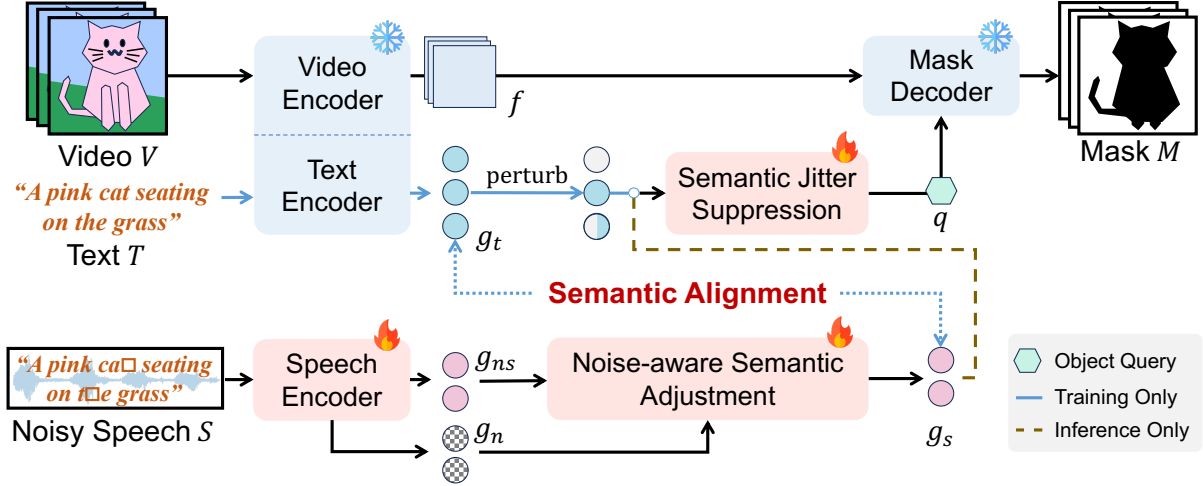 Video
Encoder
f
Mask
Decoder
Video V
Mask M
“A pink cat seating
on the grass”
Text T
Text
Encoder
perturb
g_t
Semantic Jitter
Suppression
q
Semantic Alignment
“A pink ca□ seating
on t□e grass”
Noisy Speech S
Speech
Encoder
g_ns
g_n
Noise-aware Semantic
Adjustment
g_s
Object Query
Training Only
Inference Only